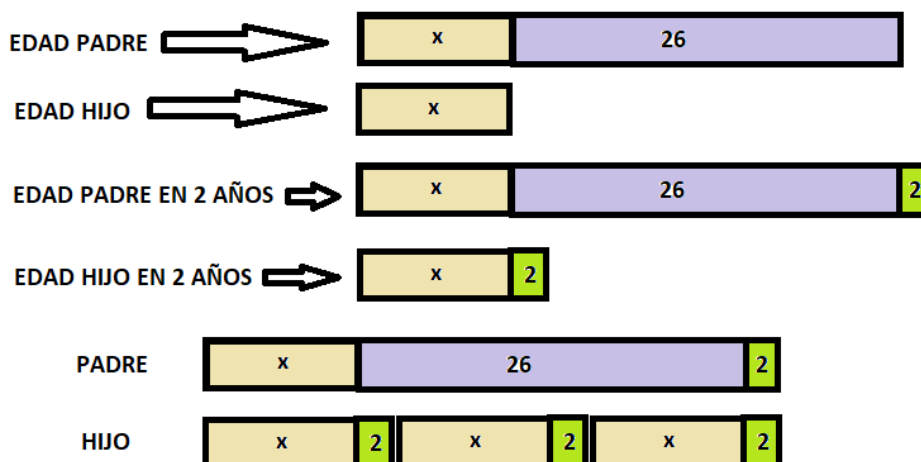 EDAD PADRE x 26
EDAD HIJO x
EDAD PADRE EN 2 AÑOS x 26 2
EDAD HIJO EN 2 AÑOS x 2
PADRE x 26 2
HIJO x 2 x 2 x 2